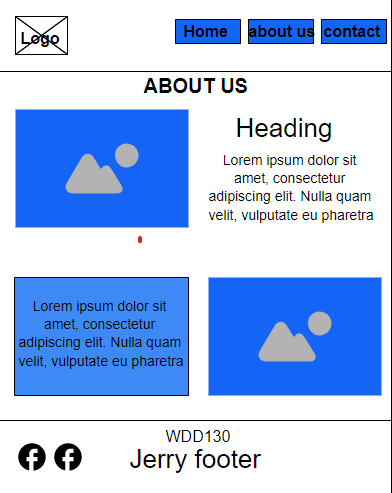 Logo
Home
about us
contact
ABOUT US
Heading
Lorem ipsum dolor sit
amet, consectetur
adipiscing elit. Nulla quam
velit, vulputate eu pharetra
Lorem ipsum dolor sit
amet, consectetur
adipiscing elit. Nulla quam
velit, vulputate eu pharetra
WDD130
Jerry footer